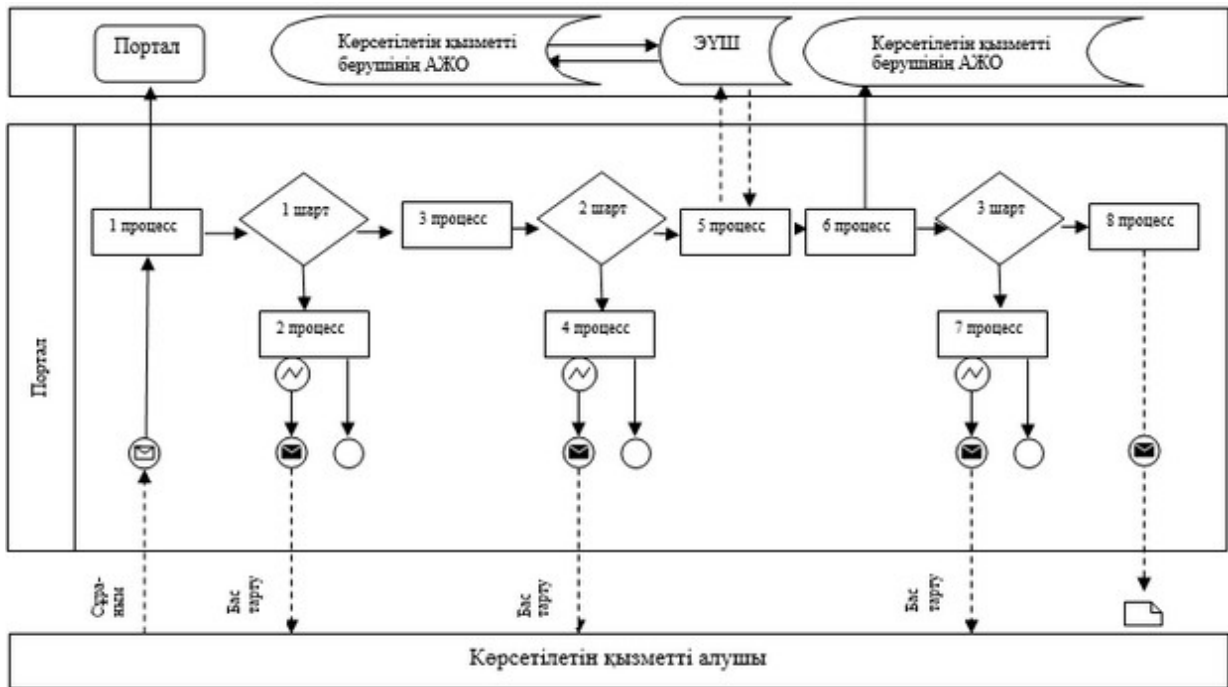 Портал
Көрсетілетін қызметті
берушінің АЖО
ЭҮШ
Көрсетілетін қызметті
берушінің АЖО
Портал
1 процесс
1 шарт
3 процесс
2 шарт
5 процесс
6 процесс
3 шарт
8 процесс
2 процесс
4 процесс
7 процесс
Сұра-
ным
Бас
тарту
Бас
тарту
Бас
тарту
Көрсетілетін қызметті алушы